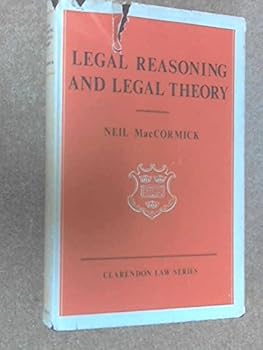 LEGAL REASONING
AND LEGAL THEORY
NEIL MacCORMICK
CLARENDON LAW SERIES